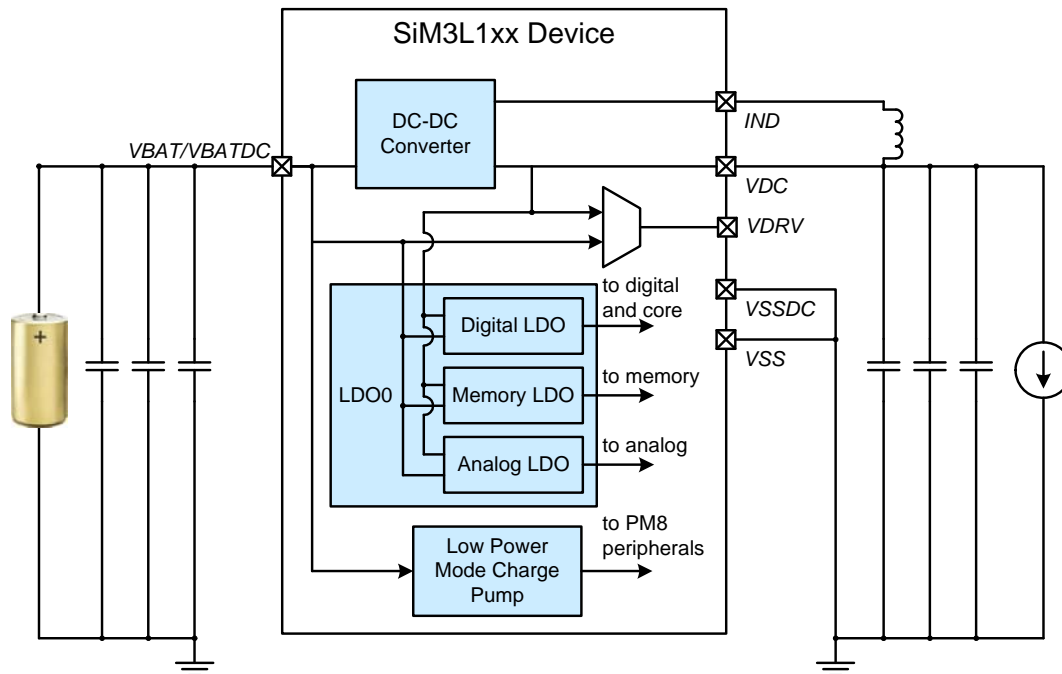 SiM3L1xx Device
DC-DC
Converter
IND
VBAT/VBATDC
VDC
VDRV
to digital
and core
VSSDC
Digital LDO
VSS
to memory
LDO0
Memory LDO
to analog
Analog LDO
to PM8
peripherals
Low Power
Mode Charge
Pump
+